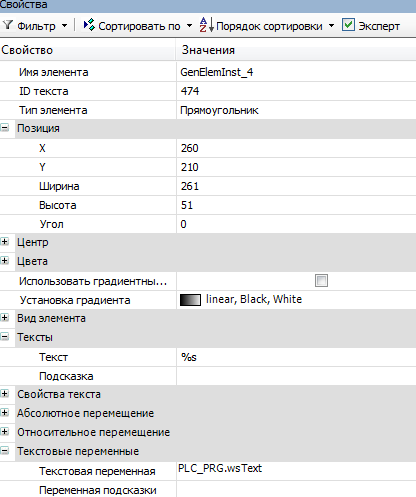 Свойства
Фильтр Сортировать по Порядок сортировки Эксперт
Свойство Значения
Имя элемента GenElemInst_4
ID текста 474
Тип элемента Прямоугольник
Позиция
X 260
Y 210
Ширина 261
Высота 51
Угол 0
Центр
Цвета
Использовать градиентны...
Установка градиента linear, Black, White
Вид элемента
Тексты
Текст %s
Подсказка
Свойства текста
Абсолютное перемещение
Относительное перемещение
Текстовые переменные
Текстовая переменная PLC_PRG.wsText
Переменная подсказки